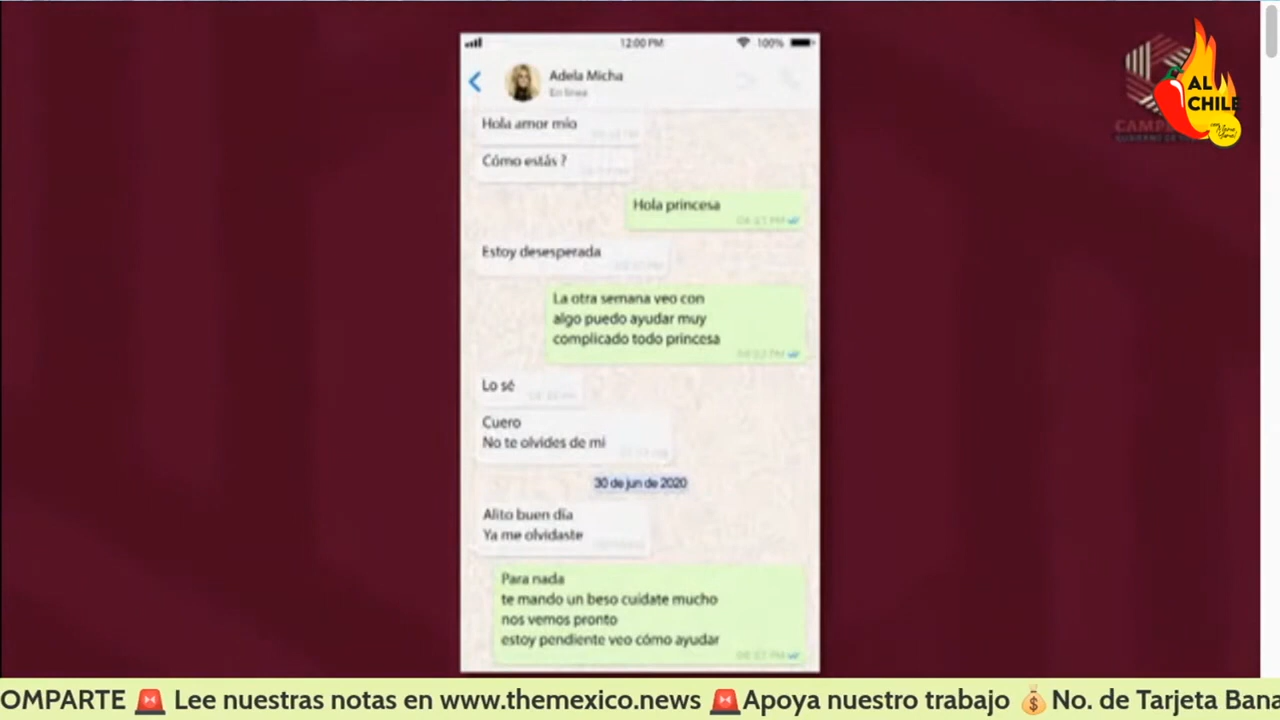 12:00 PM
100%
Adela Micha
En línea
Hola amor mío
Cómo estás ?
Hola princesa
Estoy desesperada
La otra semana veo con
algo puedo ayudar muy
complicado todo princesa
Lo sé
Cuero
No te olvides de mi
30 de jun de 2020
Alito buen día
Ya me olvidaste
Para nada
te mando un beso cuídate mucho
nos vemos pronto
estoy pendiente veo cómo ayudar
AL
CHILE
OMPARTE 🚨 Lee nuestras notas en www.themexico.news 🚨Apoya nuestro trabajo 💰No. de Tarjeta Bana